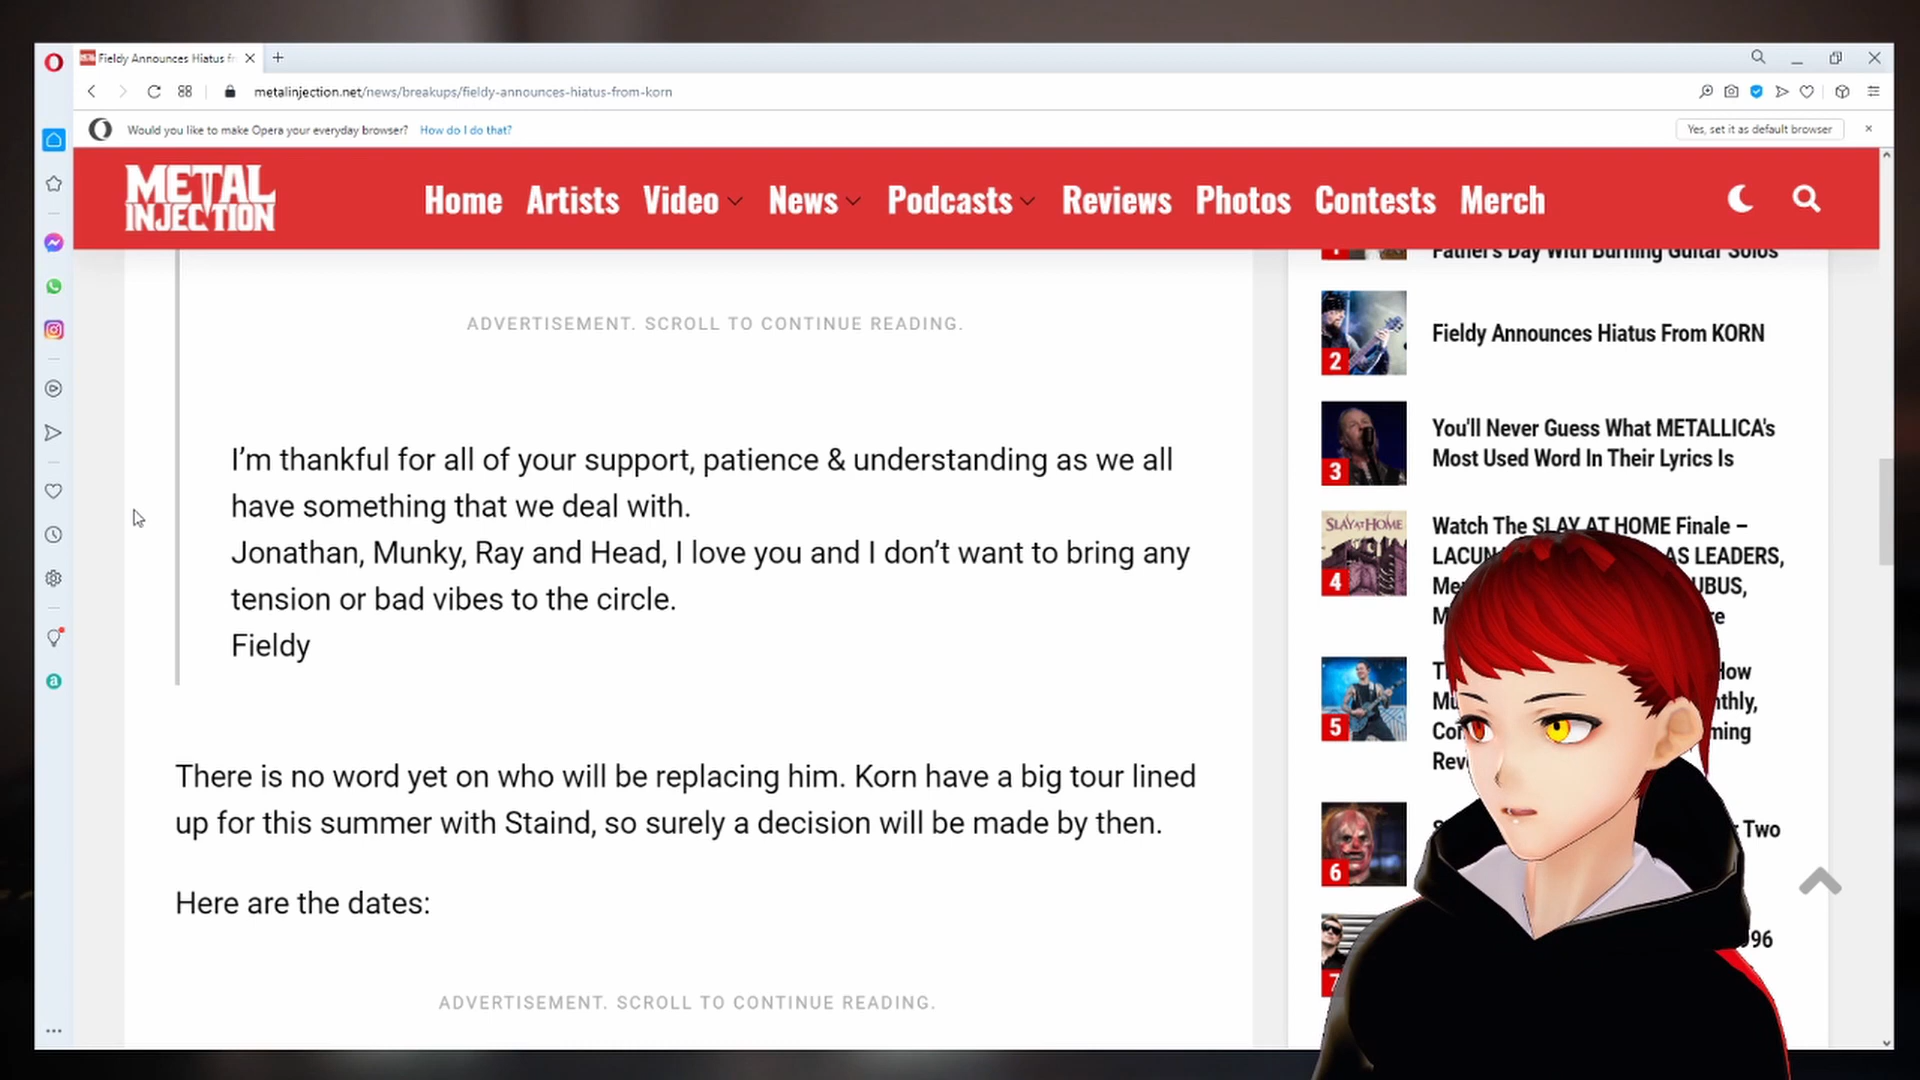 Fieldy Announces Hiatus fr
metalinjection.net/news/breakups/fieldy-announces-hiatus-from-korn
Would you like to make Opera your everyday browser? How do I do that?
Yes, set it as default browser
METAL
INJECTION
Home Artists Video News Podcasts Reviews Photos Contests Merch
ADVERTISEMENT. SCROLL TO CONTINUE READING.
I'm thankful for all of your support, patience & understanding as we all
have something that we deal with.
Jonathan, Munky, Ray and Head, I love you and I don't want to bring any
tension or bad vibes to the circle.
Fieldy
There is no word yet on who will be replacing him. Korn have a big tour lined
up for this summer with Staind, so surely a decision will be made by then.
Here are the dates:
ADVERTISEMENT. SCROLL TO CONTINUE READING.
Father's Day With Burning Guitar Solos
2
Fieldy Announces Hiatus From KORN
3
You'll Never Guess What METALLICA's
Most Used Word In Their Lyrics Is
SLAY AT HOME
4
Watch The SLAY AT HOME Finale –
AS LEADERS,
5
6
Two
7